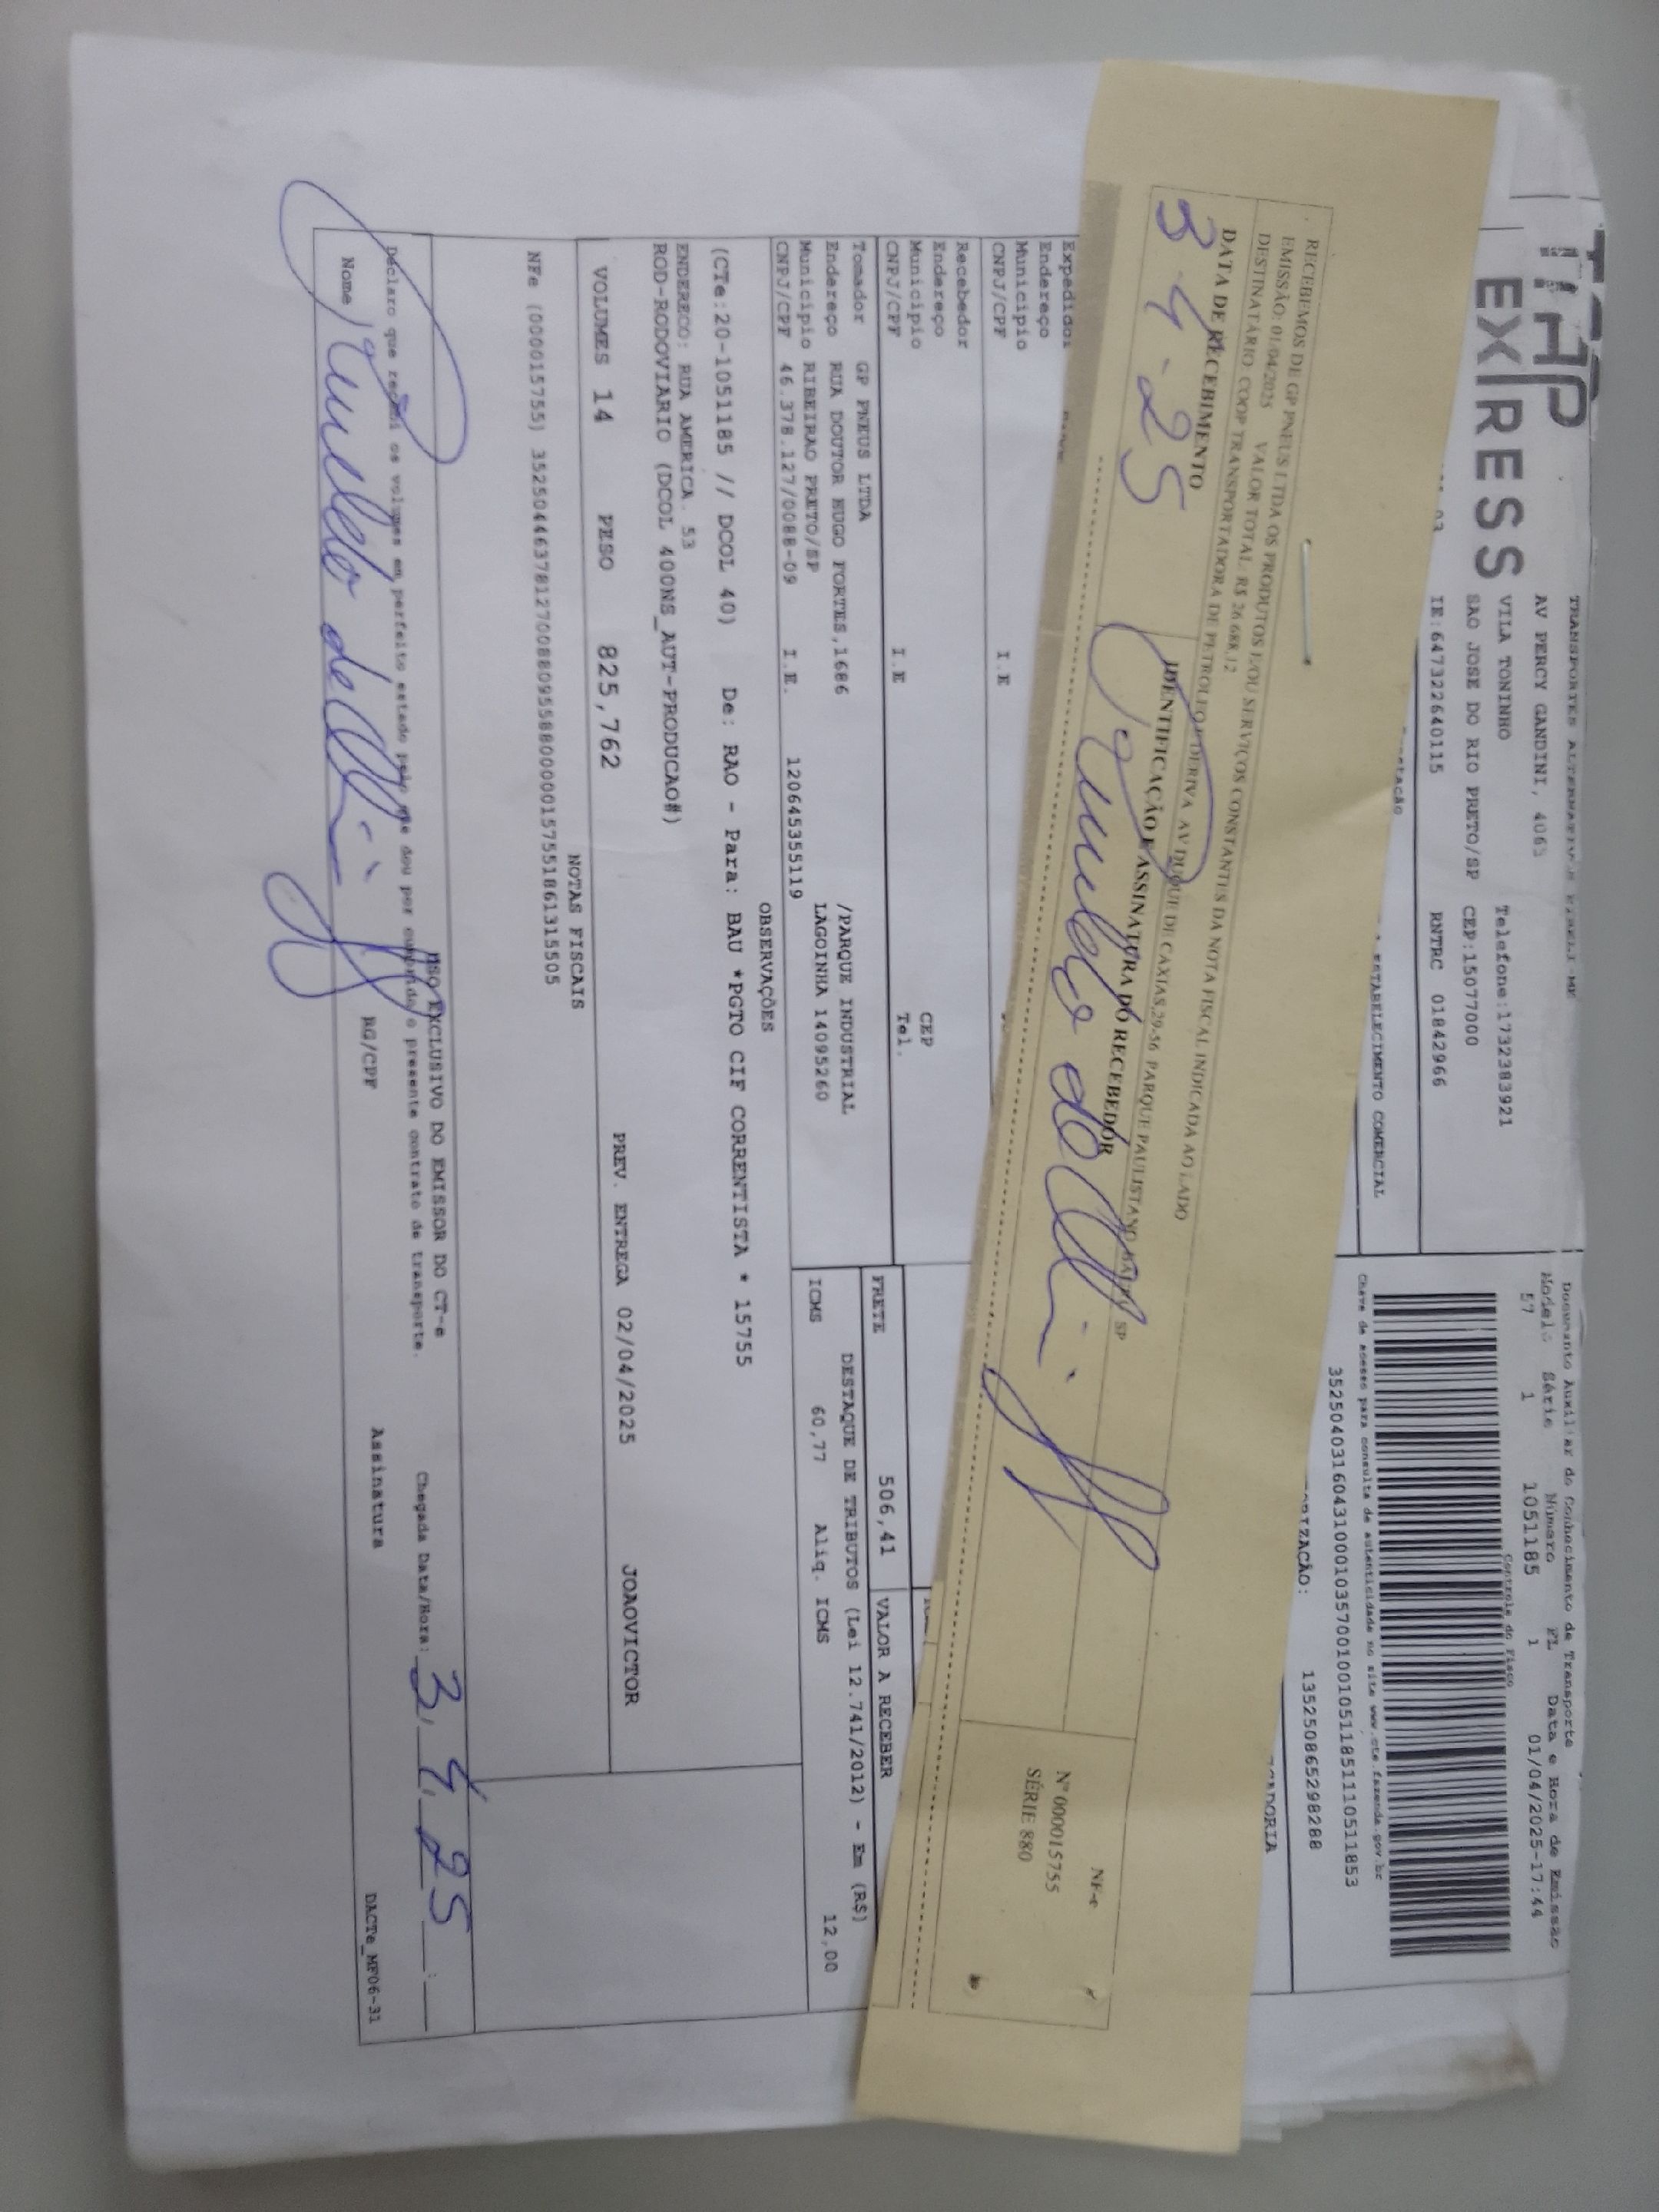 TAP
EXPRESS
AV PERCY GANDINI, 4065
VILA TONINHO Telefone:1732383921
SAO JOSE DO RIO PRETO/SP CEP:15077000
IE:647322640115 RNTRC 01842966
ESTABELECIMENTO COMERCIAL
Documento Auxiliar do Conhecimento de Transporte
Modelo Série Número FL Data e Hora de Emissão
57 1 1051185 1 01/04/2025-17:44
Controle do Fisco
Chave de acesso para consulta de autenticidade no site www.cte.fazenda.gov.br
35250403160431000103570010010511851110511853
135250865298288
RECEBEMOS DE GP PNEUS LTDA OS PRODUTOS E/OU SERVIÇOS CONSTANTES DA NOTA FISCAL INDICADA AO LADO
EMISSÃO: 01/04/2025 VALOR TOTAL: R$ 26.688,12
DESTINATÁRIO: COOP TRANSPORTADORA DE PETROLEO E DERIVA AV DUQUE DE CAXIAS,29-56 PARQUE PAULISTANO BAURU SP
DATA DE RECEBIMENTO
IDENTIFICAÇÃO E ASSINATURA DO RECEBEDOR
3 4-25
NF-e
Nº 000015755
SÉRIE 880
Expedidor
Endereço
Município
CNPJ/CPF I.E
Recebedor
Endereço CEP
Município Tel.
CNPJ/CPF I.E
Tomador GP PNEUS LTDA
Endereço RUA DOUTOR HUGO FORTES,1686 /PARQUE INDUSTRIAL
Município RIBEIRAO PRETO/SP LAGOINHA 14095260
CNPJ/CPF 46.378.127/0088-09 I.E. 120645355119
FRETE 506,41 VALOR A RECEBER
DESTAQUE DE TRIBUTOS (Lei 12.741/2012) - Em (R$)
ICMS 60,77 Aliq. ICMS 12,00
OBSERVAÇÕES
(CTe:20-1051185 // DCOL 40) De: RAO - Para: BAU *PGTO CIF CORRENTISTA * 15755
ENDERECO: RUA AMERICA. 53
ROD-RODOVIARIO (DCOL 400NS_AUT-PRODUCAO#)
VOLUMES 14 PESO 825,762 PREV. ENTREGA 02/04/2025 JOAOVICTOR
NOTAS FISCAIS
NFe (000015755) 35250446378127008809558800000157551861315505
USO EXCLUSIVO DO EMISSOR DO CT-e
Declaro que recebi os volumes em perfeito estado pelo que dou por cumprido o presente contrato de transporte.
Chegada Data/Hora: 3, 4, 25 :
Nome RG/CPF Assinatura
DACTe_MF06-31